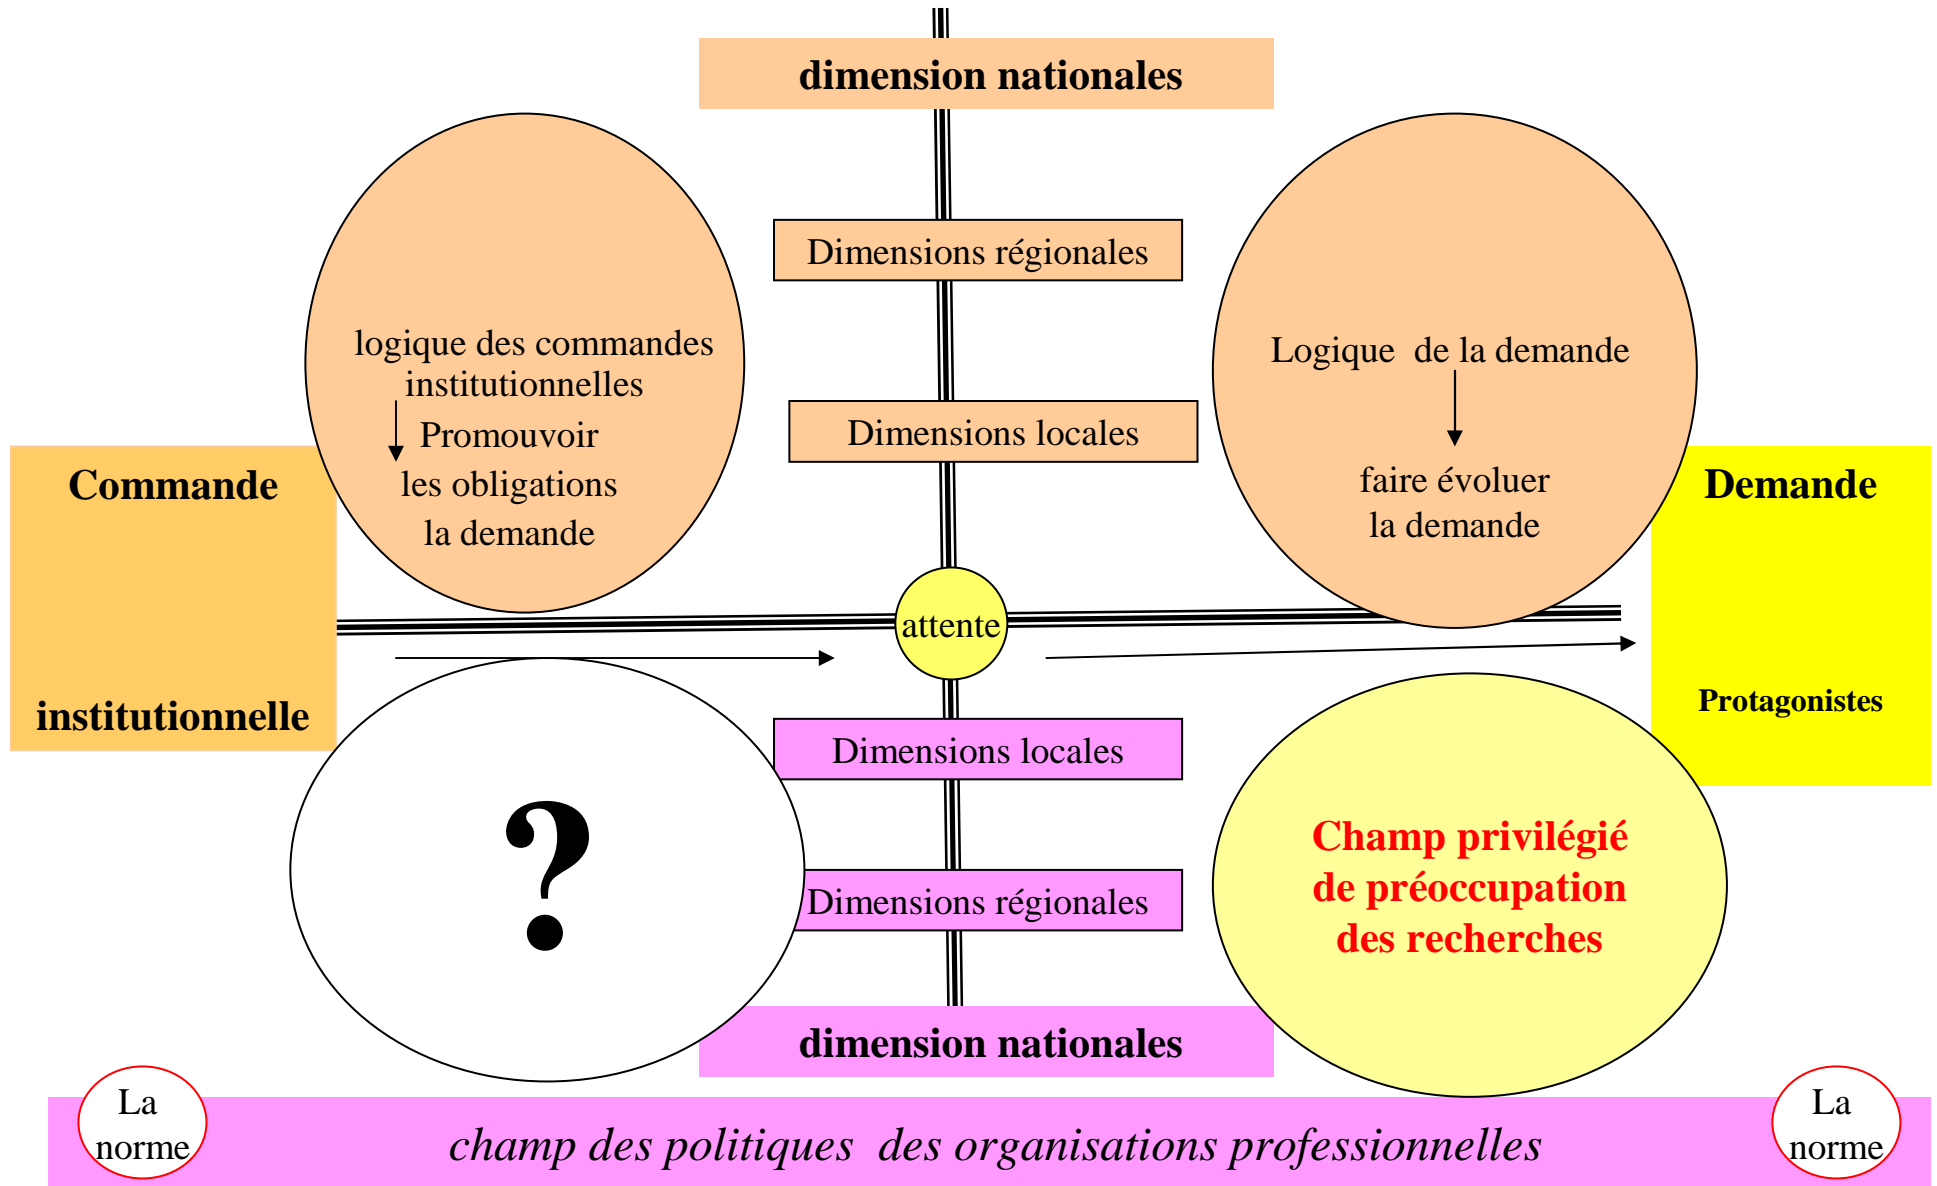 dimension nationales
Dimensions régionales
logique des commandes
institutionnelles
Promouvoir
les obligations
la demande
Logique de la demande
faire évoluer
la demande
Dimensions locales
Commande
institutionnelle
Demande
Protagonistes
attente
Dimensions locales
?
Champ privilégié
de préoccupation
des recherches
Dimensions régionales
dimension nationales
La
norme
champ des politiques des organisations professionnelles
La
norme